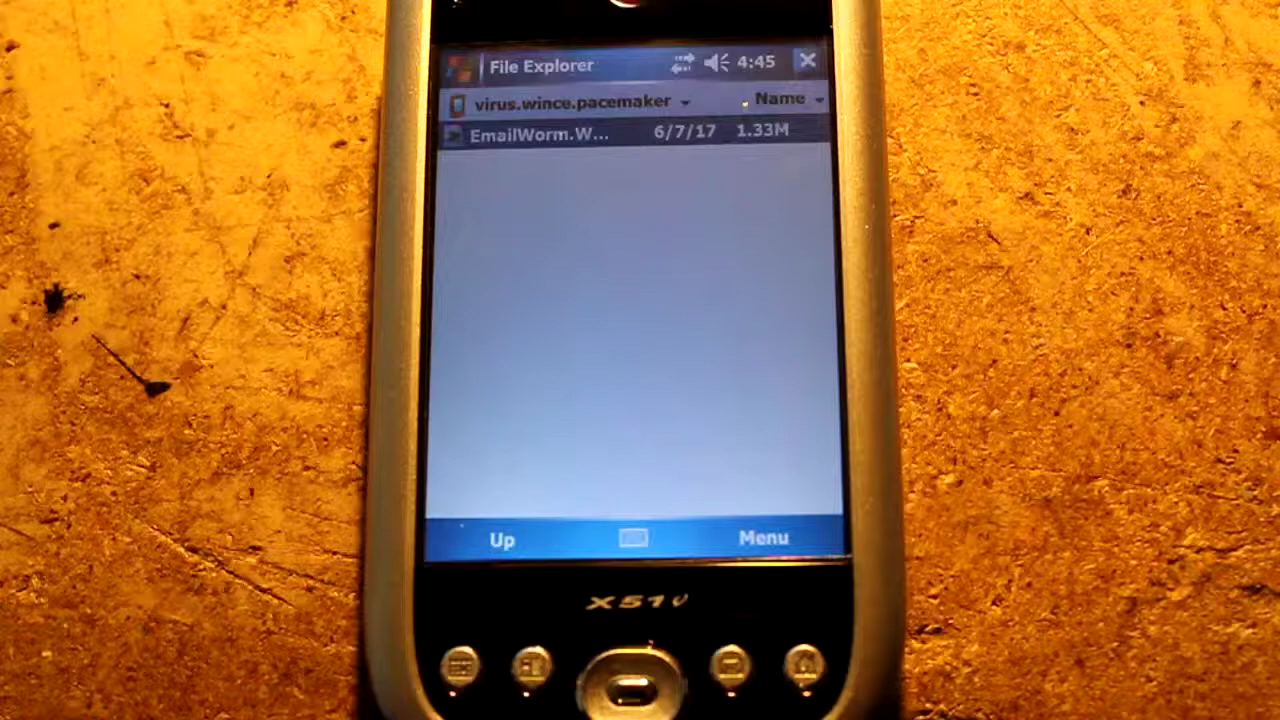 File Explorer 4:45
virus.wince.pacemaker Name
EmailWorm.W... 6/7/17 1.33M
Up Menu
X51v